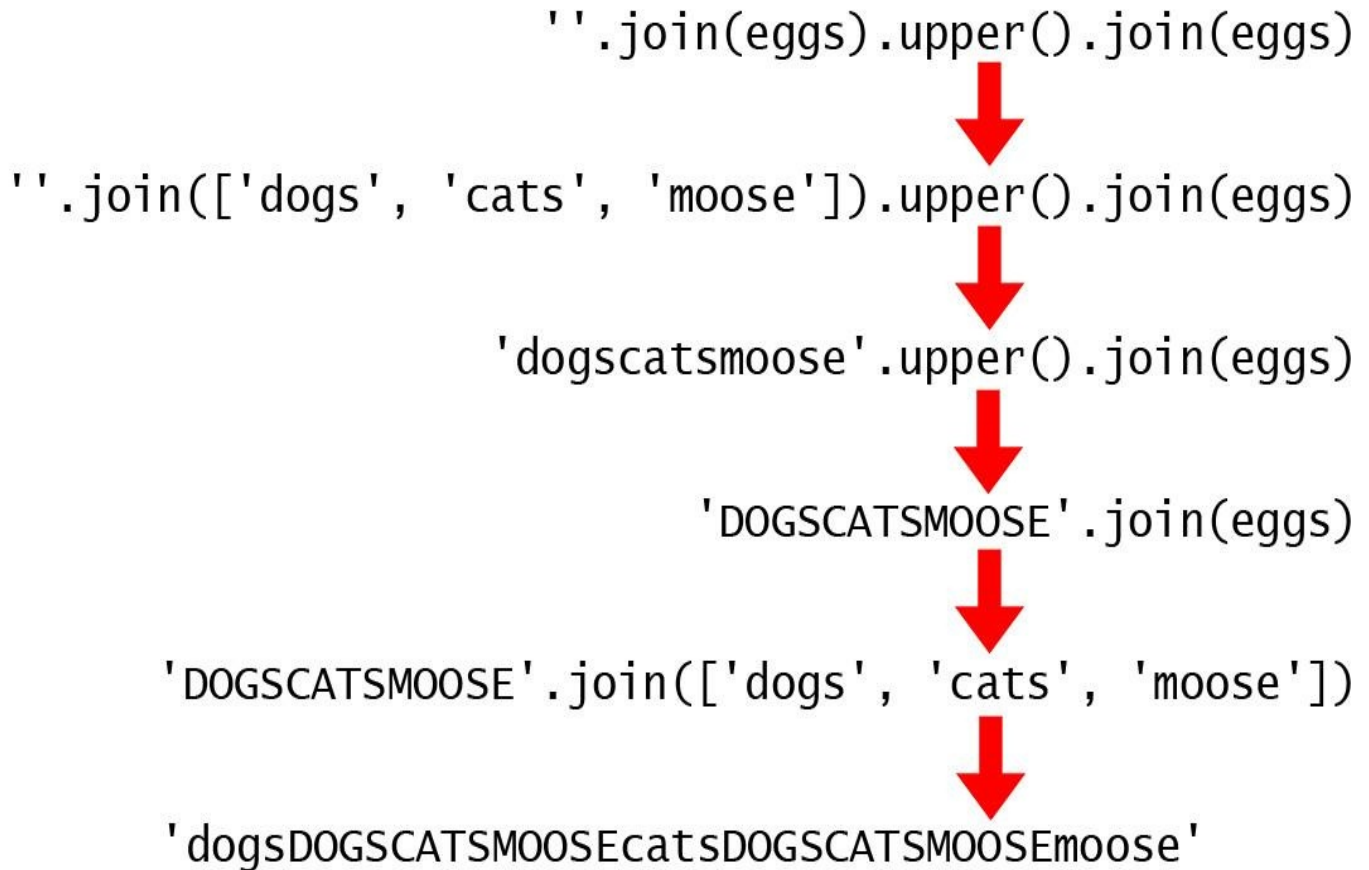 ''.join(eggs).upper().join(eggs)
''.join(['dogs', 'cats', 'moose']).upper().join(eggs)
'dogscatsmoose'.upper().join(eggs)
'DOGSCATSMOOSE'.join(eggs)
'DOGSCATSMOOSE'.join(['dogs', 'cats', 'moose'])
'dogsDOGSCATSMOOSEcatsDOGSCATSMOOSEmoose'